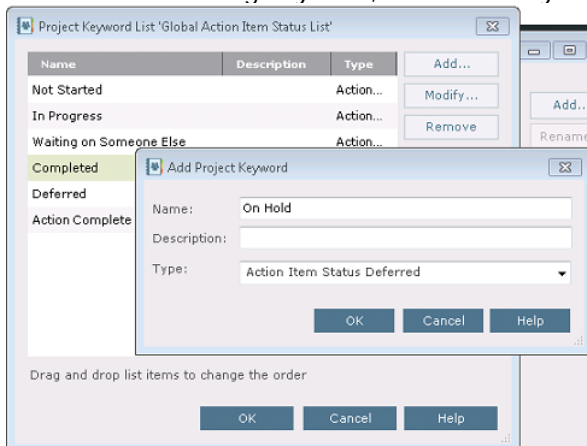 Project Keyword List 'Global Action Item Status List'
Name Description Type
Add...
Not Started Action...
Modify...
In Progress Action...
Remove
Waiting on Someone Else Action...
Completed
Deferred
Action Complete
Add Project Keyword
Name: On Hold
Description:
Type: Action Item Status Deferred
OK Cancel Help
Drag and drop list items to change the order
OK Cancel Help
Add..
Rename